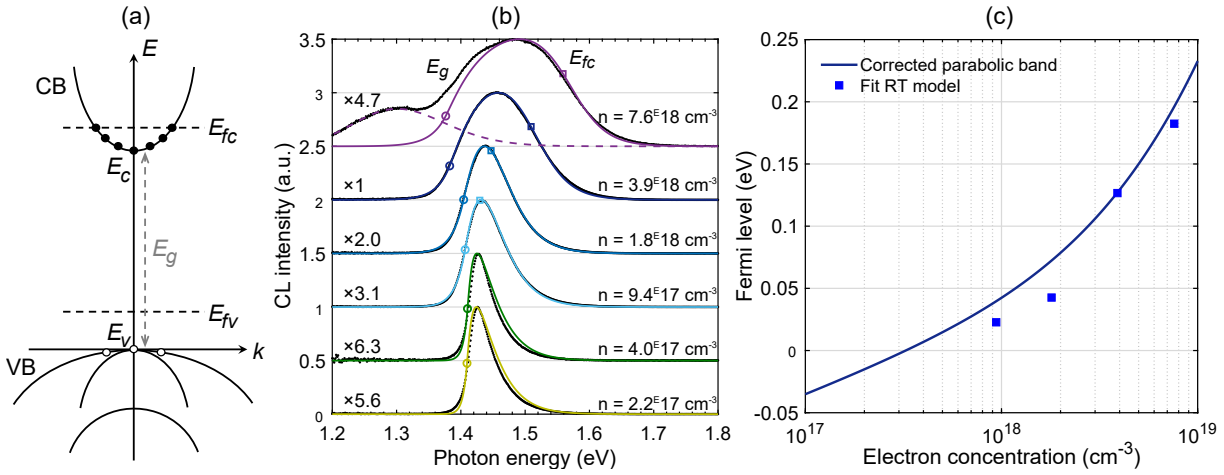 (a)
E
CB
E_fc
E_c
E_g
E_fv
E_v
k
VB
(b)
CL intensity (a.u.)
3.5
3
2.5
2
1.5
1
0.5
0
E_g
E_fc
×4.7
n = 7.6^E18 cm^-3
×1
n = 3.9^E18 cm^-3
×2.0
n = 1.8^E18 cm^-3
×3.1
n = 9.4^E17 cm^-3
×6.3
n = 4.0^E17 cm^-3
×5.6
n = 2.2^E17 cm^-3
1.2 1.3 1.4 1.5 1.6 1.7 1.8
Photon energy (eV)
(c)
Fermi level (eV)
0.25
0.2
0.15
0.1
0.05
0
-0.05
Corrected parabolic band
Fit RT model
10^17 10^18 10^19
Electron concentration (cm^-3)